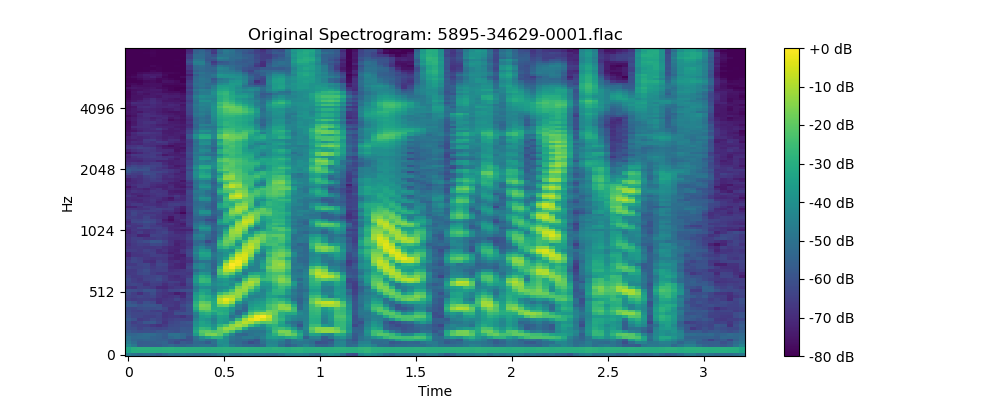 Original Spectrogram: 5895-34629-0001.flac
Hz
4096
2048
1024
512
0
0
0.5
1
1.5
2
2.5
3
Time
+0 dB
-10 dB
-20 dB
-30 dB
-40 dB
-50 dB
-60 dB
-70 dB
-80 dB